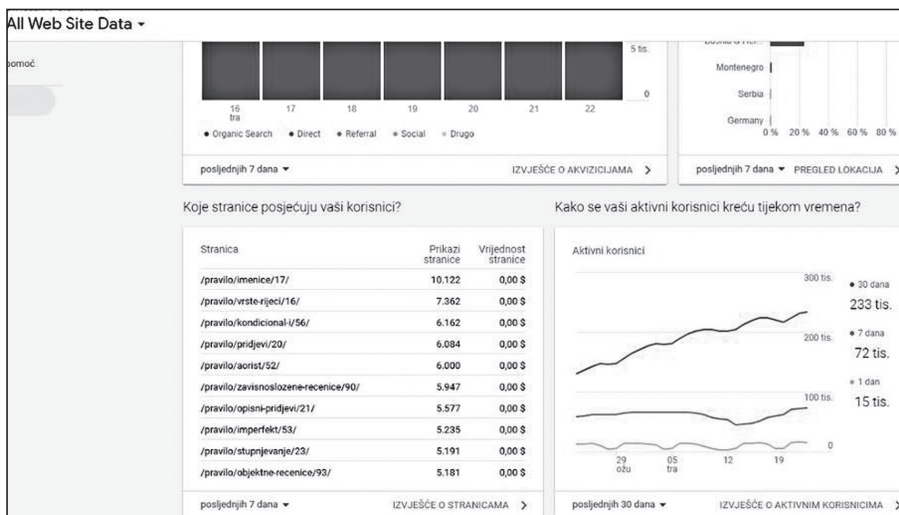 All Web Site Data
pomoć
5 tis.
0
16 17 18 19 20 21 22
tra
Organic Search Direct Referral Social Drugo
posljednjih 7 dana IZVJEŠĆE O AKVIZICIJAMA
Montenegro
Serbia
Germany
0 % 20 % 40 % 60 % 80 %
posljednjih 7 dana PREGLED LOKACIJA
Koje stranice posjećuju vaši korisnici?
Stranica Prikazi stranice Vrijednost stranice
/pravilo/imenice/17/ 10.122 0,00 $
/pravilo/vrste-rijeci/16/ 7.362 0,00 $
/pravilo/kondicional-i/56/ 6.162 0,00 $
/pravilo/pridjevi/20/ 6.084 0,00 $
/pravilo/aorist/52/ 6.000 0,00 $
/pravilo/zavisnoslozene-recenice/90/ 5.947 0,00 $
/pravilo/opisni-pridjevi/21/ 5.577 0,00 $
/pravilo/imperfekt/53/ 5.235 0,00 $
/pravilo/stupnjevanje/23/ 5.191 0,00 $
/pravilo/objektne-recenice/93/ 5.181 0,00 $
posljednjih 7 dana IZVJEŠĆE O STRANICAMA
Kako se vaši aktivni korisnici kreću tijekom vremena?
Aktivni korisnici
300 tis.
200 tis.
100 tis.
0
29 05 12 19
ožu tra
30 dana
233 tis.
7 dana
72 tis.
1 dan
15 tis.
posljednjih 30 dana IZVJEŠĆE O AKTIVNIM KORISNICIMA